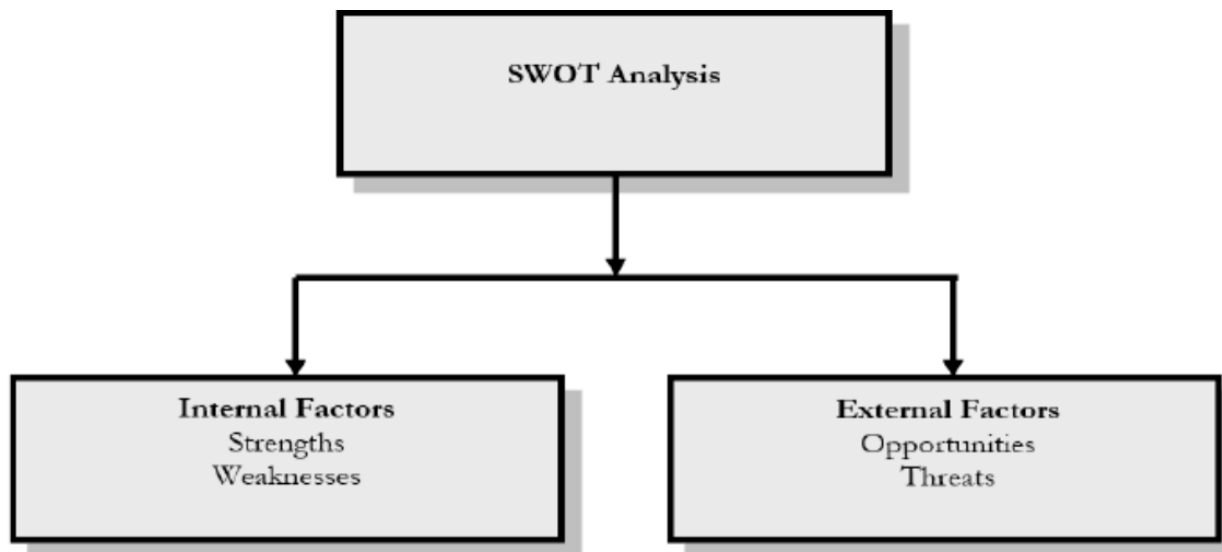 SWOT Analysis
Internal Factors
Strengths
Weaknesses
External Factors
Opportunities
Threats